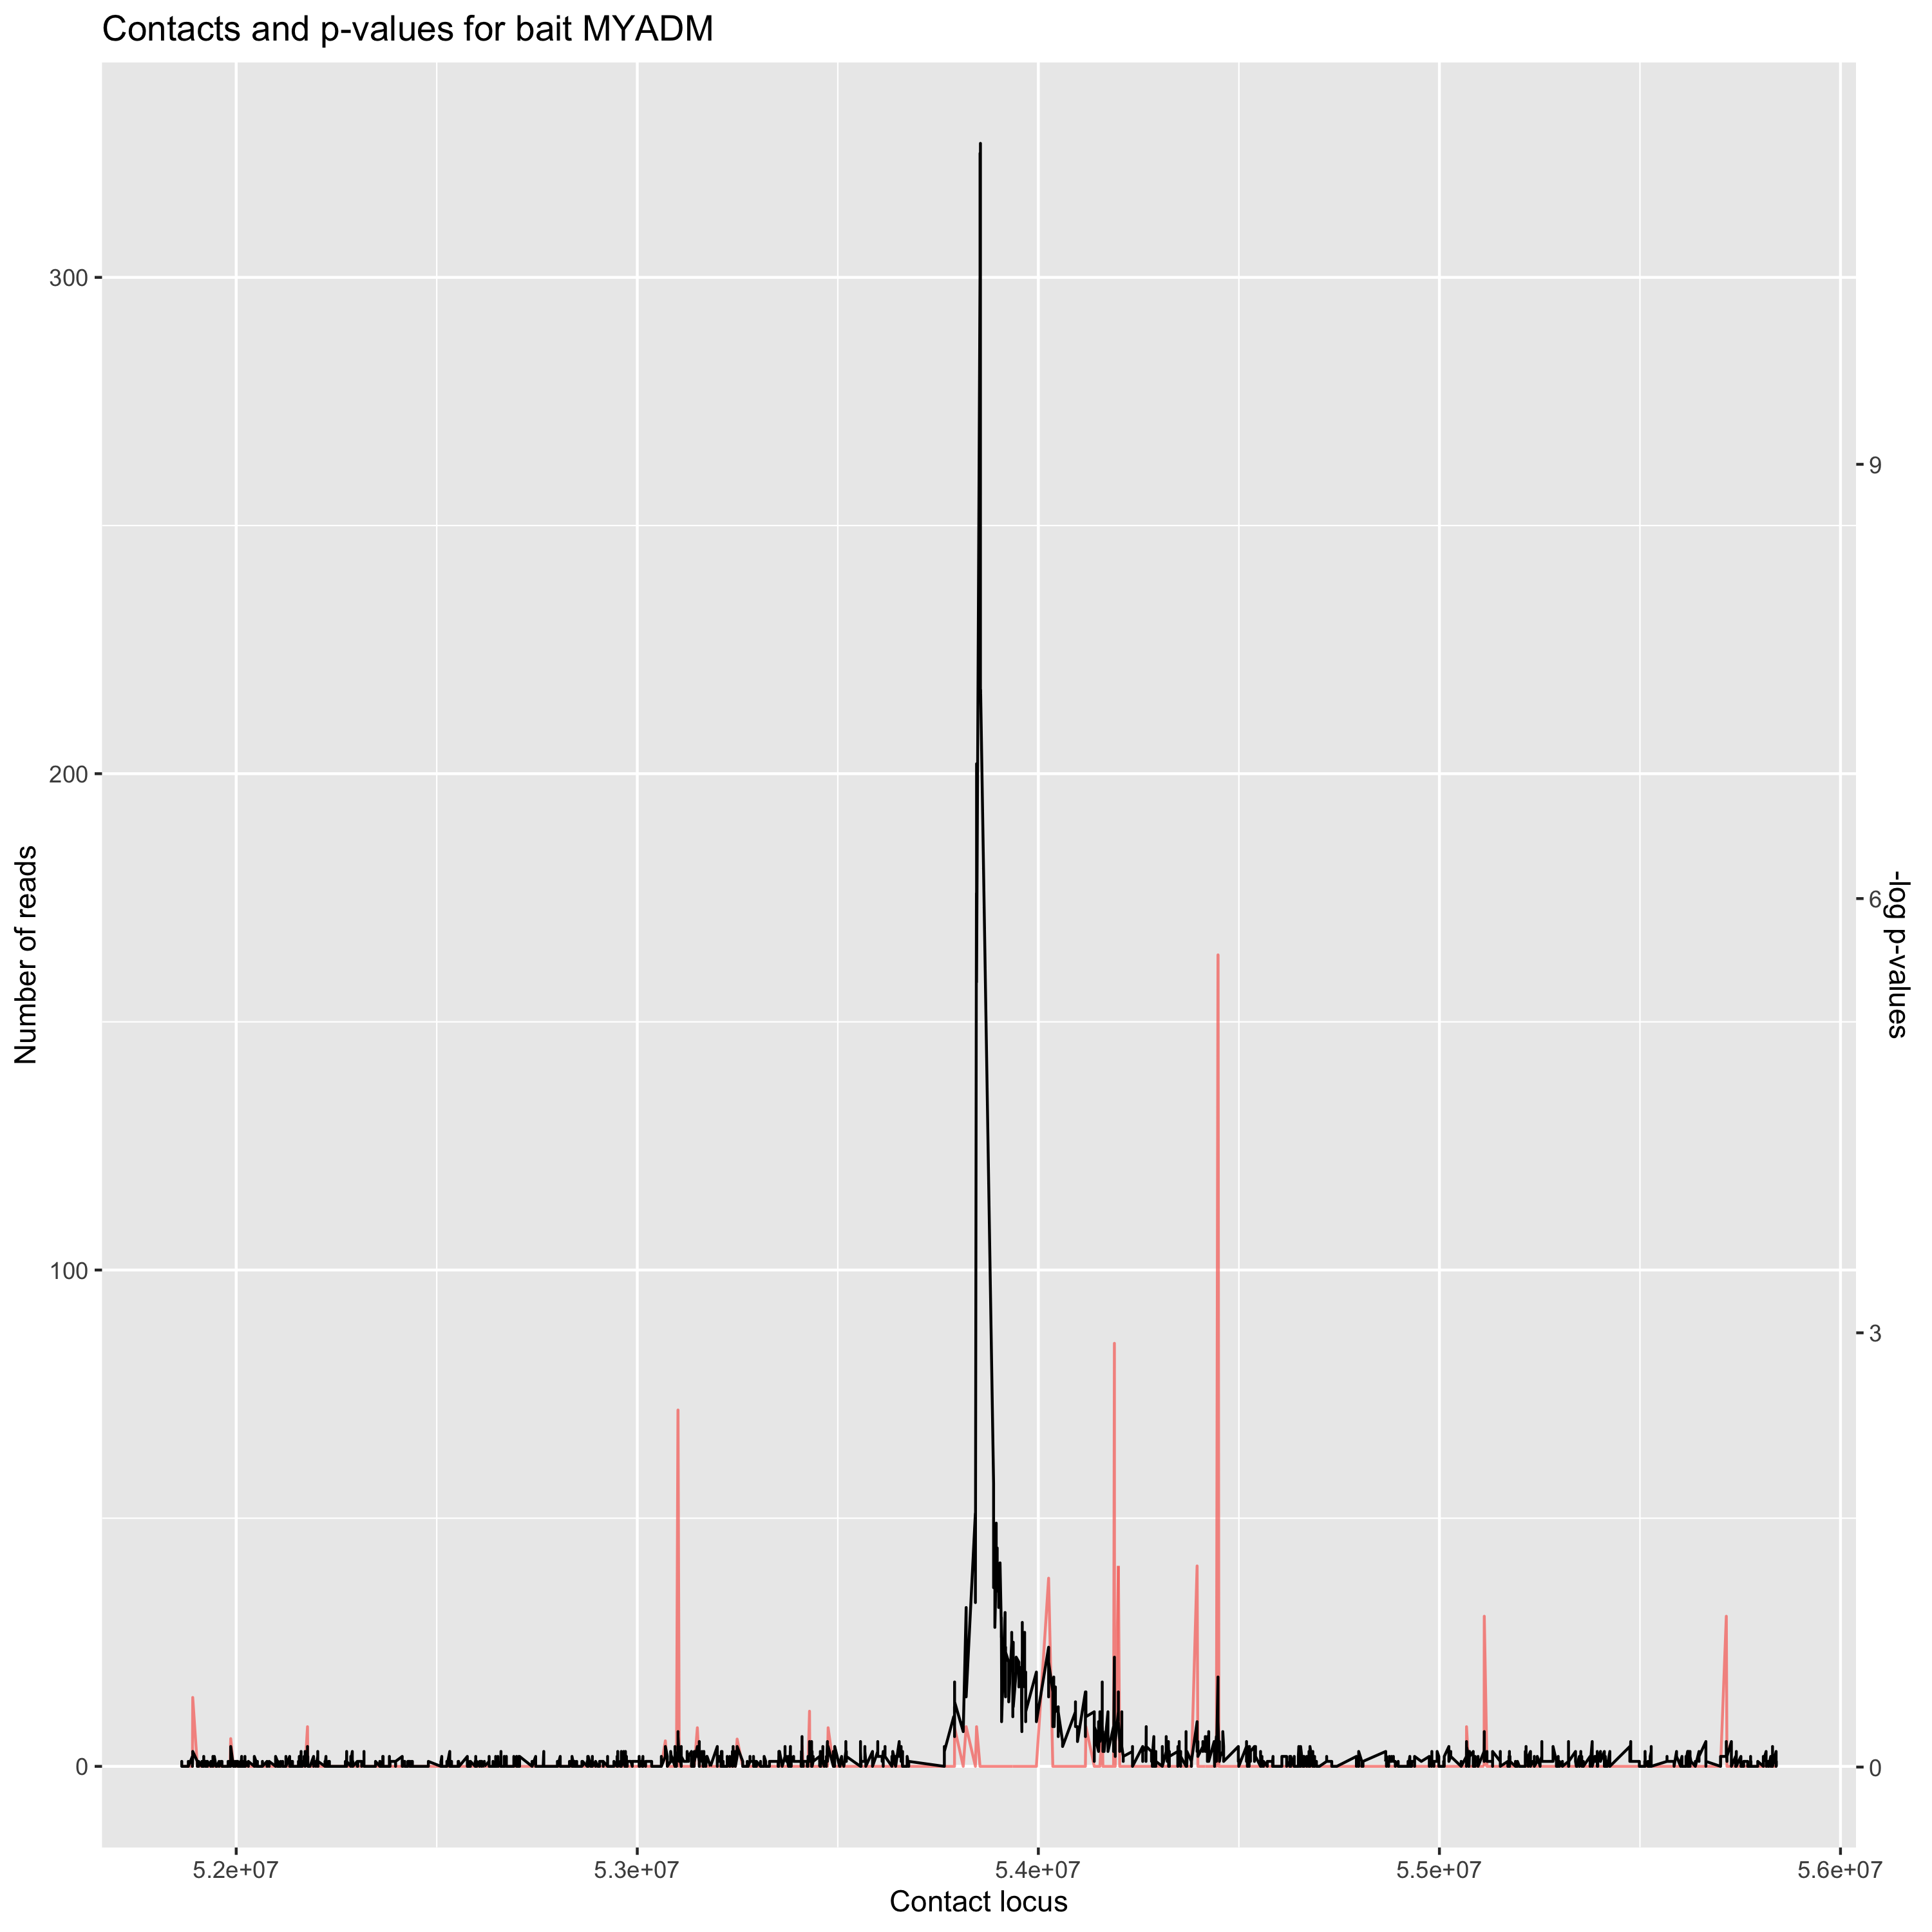 Contacts and p-values for bait MYADM
300
200
100
0
Number of reads
9
6
3
0
-log p-values
5.2e+07
5.3e+07
5.4e+07
5.5e+07
5.6e+07
Contact locus